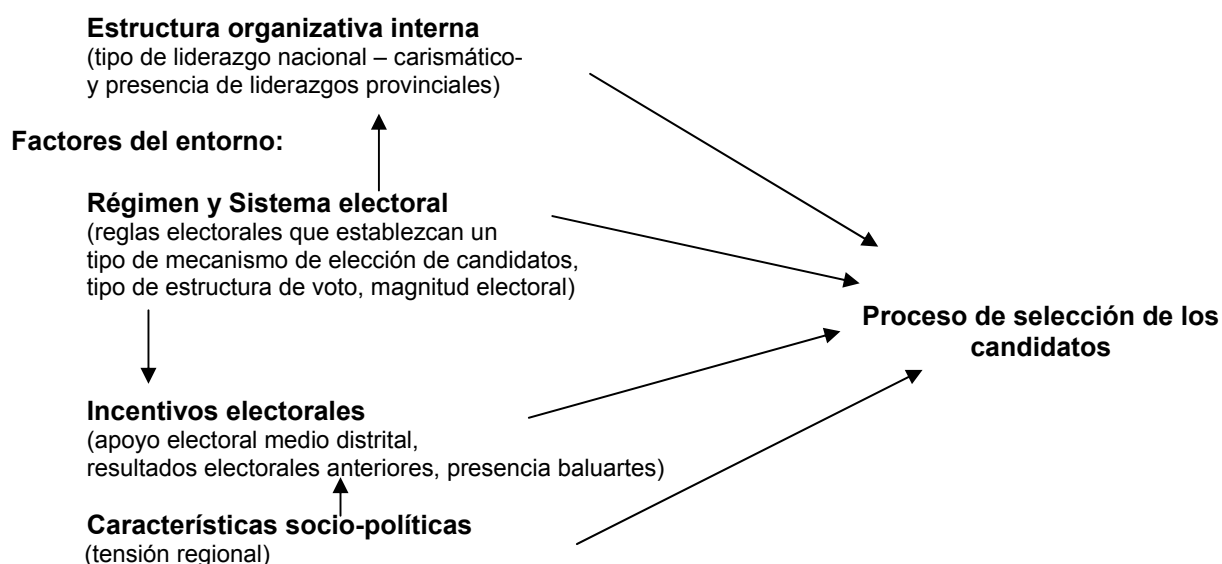 Estructura organizativa interna
(tipo de liderazgo nacional – carismático-
y presencia de liderazgos provinciales)
Factores del entorno:
Régimen y Sistema electoral
(reglas electorales que establezcan un
tipo de mecanismo de elección de candidatos,
tipo de estructura de voto, magnitud electoral)
Proceso de selección de los
candidatos
Incentivos electorales
(apoyo electoral medio distrital,
resultados electorales anteriores, presencia baluartes)
Características socio-políticas
(tensión regional)